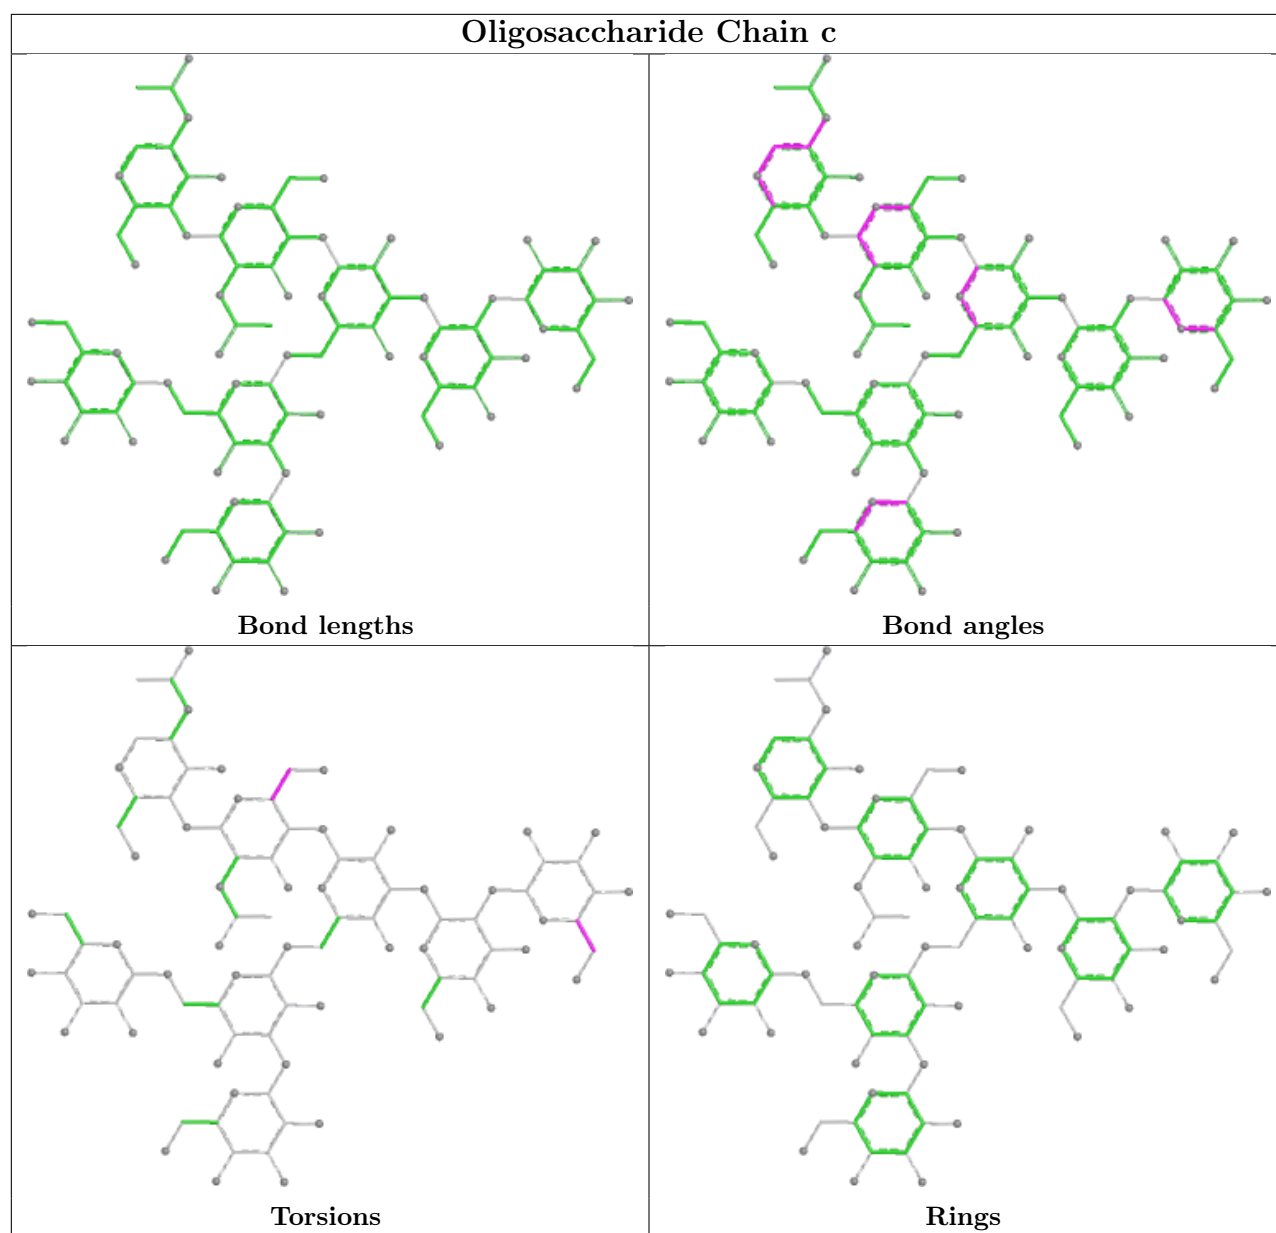 Oligosaccharide Chain c
Bond lengths
Bond angles
Torsions
Rings